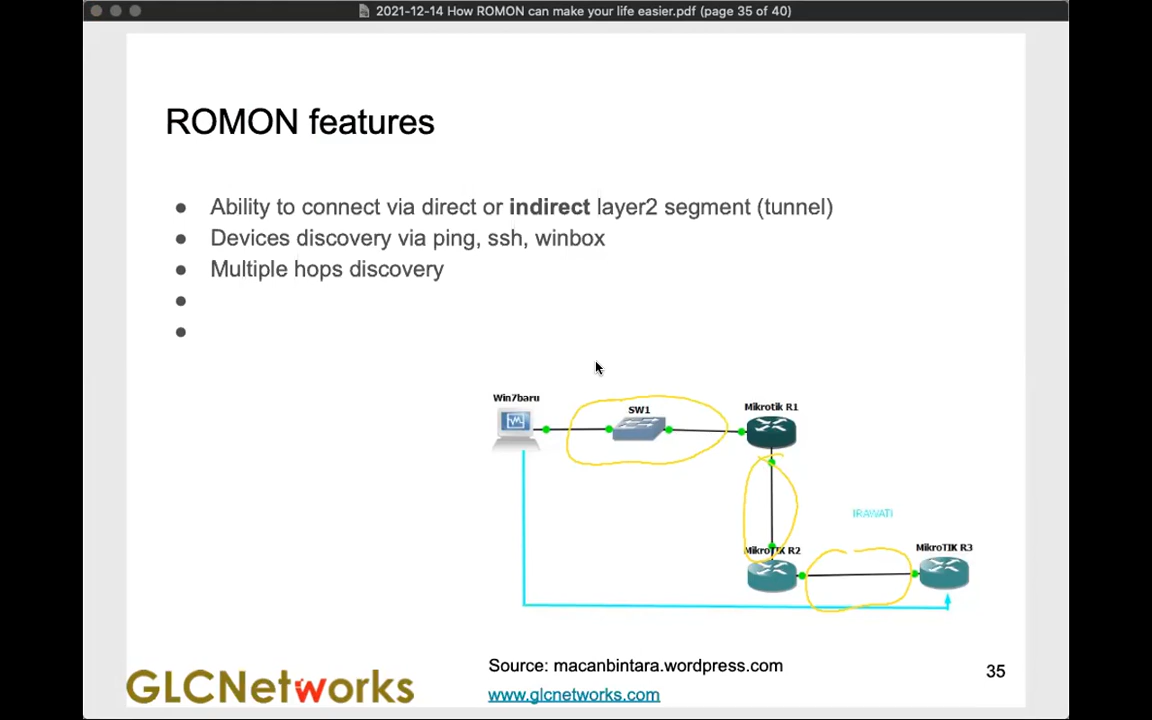 2021-12-14 How ROMON can make your life easier.pdf (page 35 of 40)
ROMON features
● Ability to connect via direct or indirect layer2 segment (tunnel)
● Devices discovery via ping, ssh, winbox
● Multiple hops discovery
●
●
Win7baru
SW1
Mikrotik R1
IRAWATI
MikroTIK R2
MikroTIK R3
Source: macanbintara.wordpress.com
GLCNetworks
www.glcnetworks.com
35